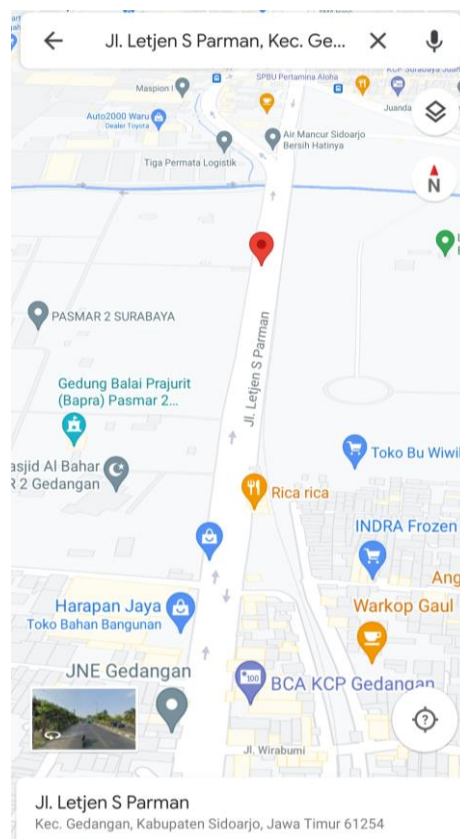 Jl. Letjen S Parman, Kec. Ge...
Maspion I
SPBU Pertamina Aloha
Juanda
Auto2000 Waru
Dealer Toyota
Air Mancur Sidoarjo
Bersih Hatinya
Tiga Permata Logistik
N
PASMAR 2 SURABAYA
Jl. Letjen S Parman
Gedung Balai Prajurit
(Bapra) Pasmar 2...
asjid Al Bahar
R 2 Gedangan
Toko Bu Wiwi
Rica rica
INDRA Frozen
Ang
Harapan Jaya
Toko Bahan Bangunan
Warkop Gaul
JNE Gedangan
100
BCA KCP Gedangan
Jl. Wirabumi
Jl. Letjen S Parman
Kec. Gedangan, Kabupaten Sidoarjo, Jawa Timur 61254